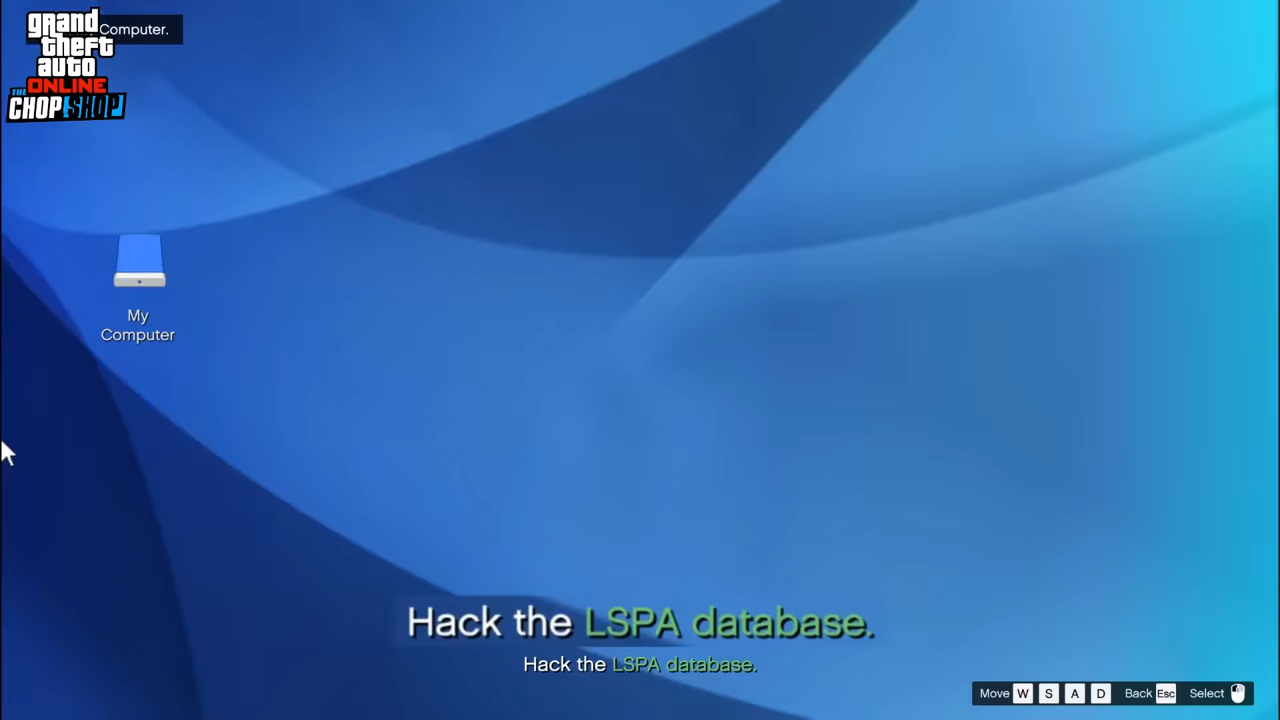 grand
theft
auto
ONLINE
THE
CHOP SHOP
Computer.
My
Computer
Hack the LSPA database.
Hack the LSPA database.
Move W S A D Back Esc Select